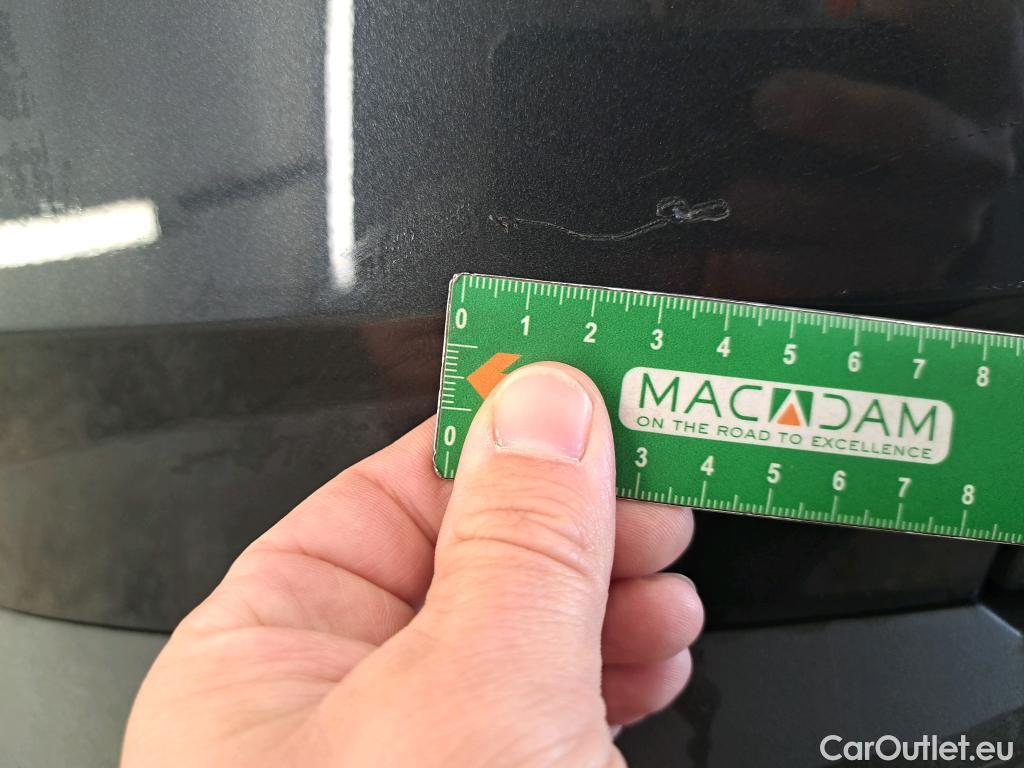 0 1 2 3 4 5 6 7 8
MACADAM
ON THE ROAD TO EXCELLENCE
0 3 4 5 6 7 8
CarOutlet.eu